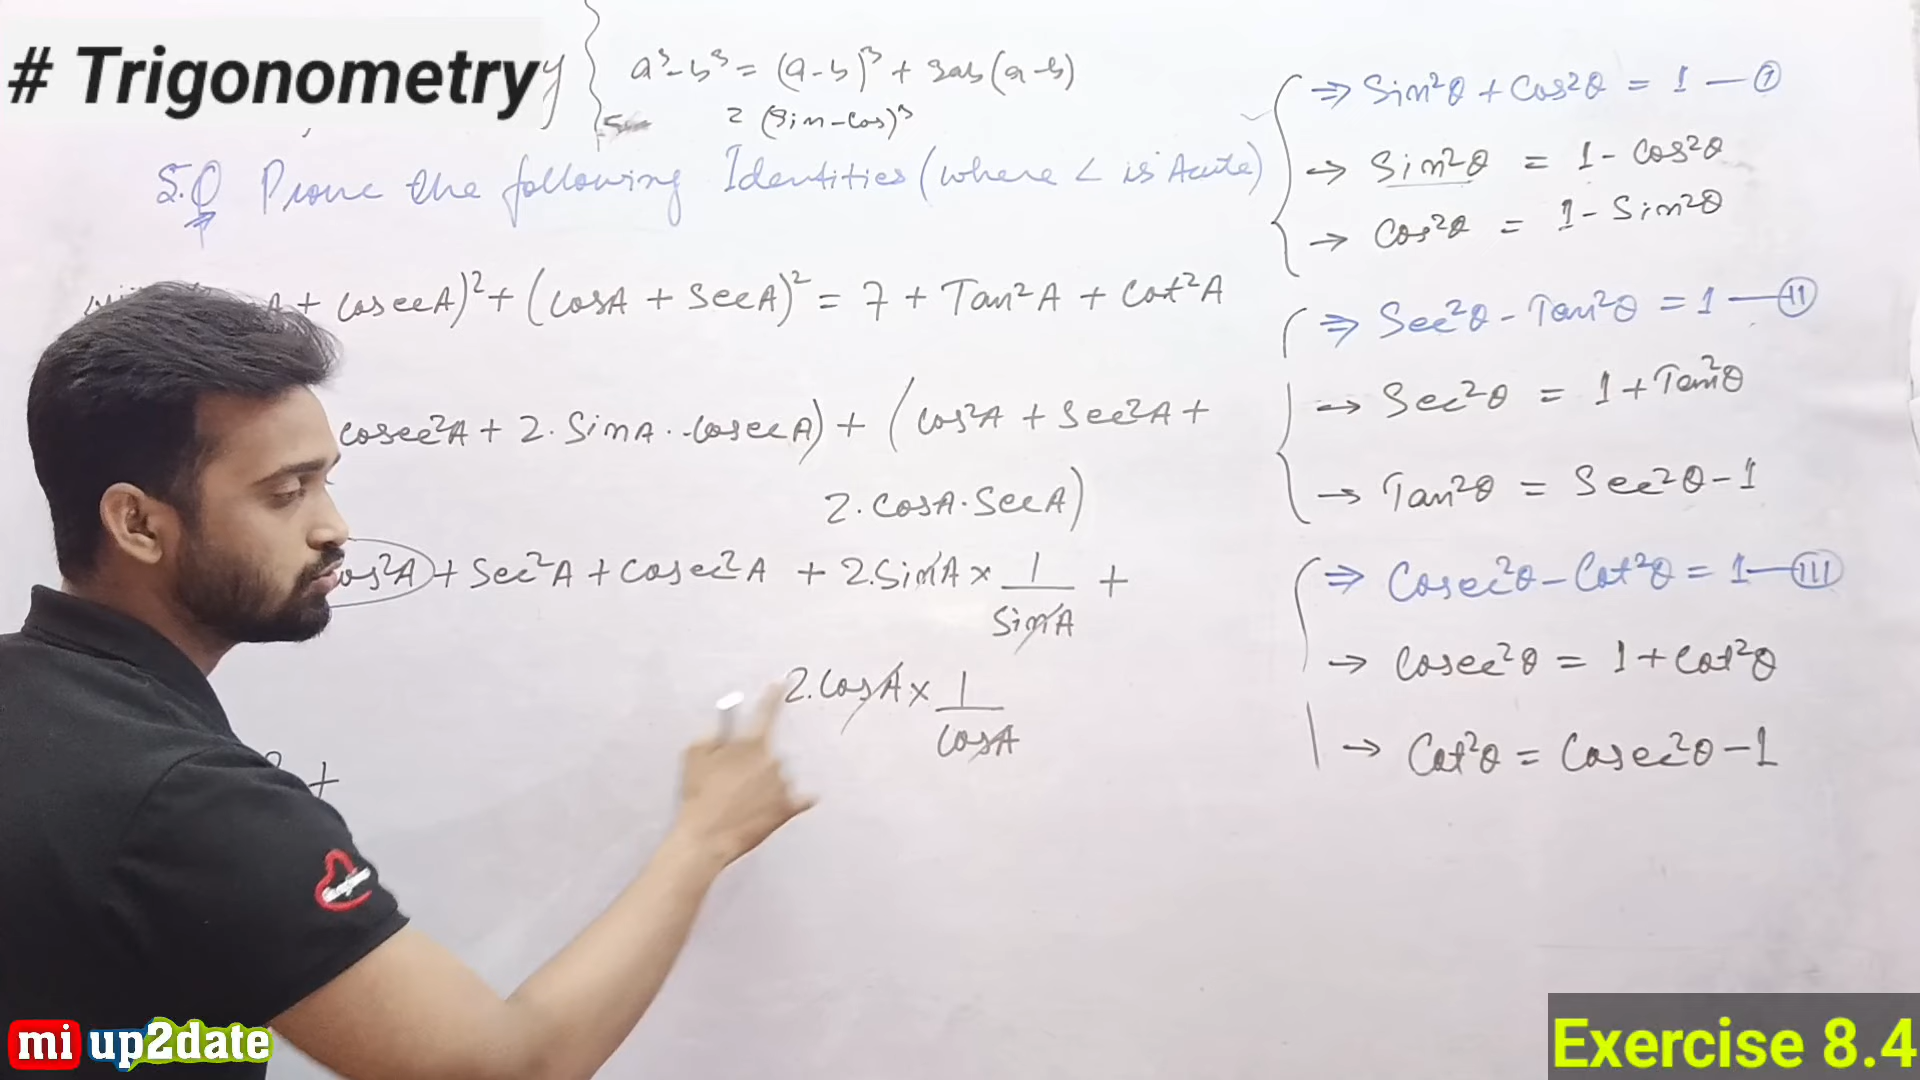 # Trigonometry
a³-b³ = (a-b)³ + 3ab(a-b)
= (Sin-Cos)³
5.Q Prove the following Identities (where ∠ is Acute)
A + CosecA)² + (CosA + SecA)² = 7 + Tan²A + Cot²A
Cosec²A + 2.SinA.CosecA) + (Cos²A + Sec²A +
2.CosA.SecA)
os²A) + Sec²A + Cosec²A + 2.SinA × 1/SinA +
2.CosA × 1/CosA
+
⇒ Sin²θ + Cos²θ = 1 — Ⓘ
→ Sin²θ = 1 - Cos²θ
→ Cos²θ = 1 - Sin²θ
⇒ Sec²θ - Tan²θ = 1 — II
→ Sec²θ = 1 + Tan²θ
→ Tan²θ = Sec²θ - 1
⇒ Cosec²θ - Cot²θ = 1 — III
→ Cosec²θ = 1 + Cot²θ
→ Cot²θ = Cosec²θ - 1
mi up2date
Exercise 8.4